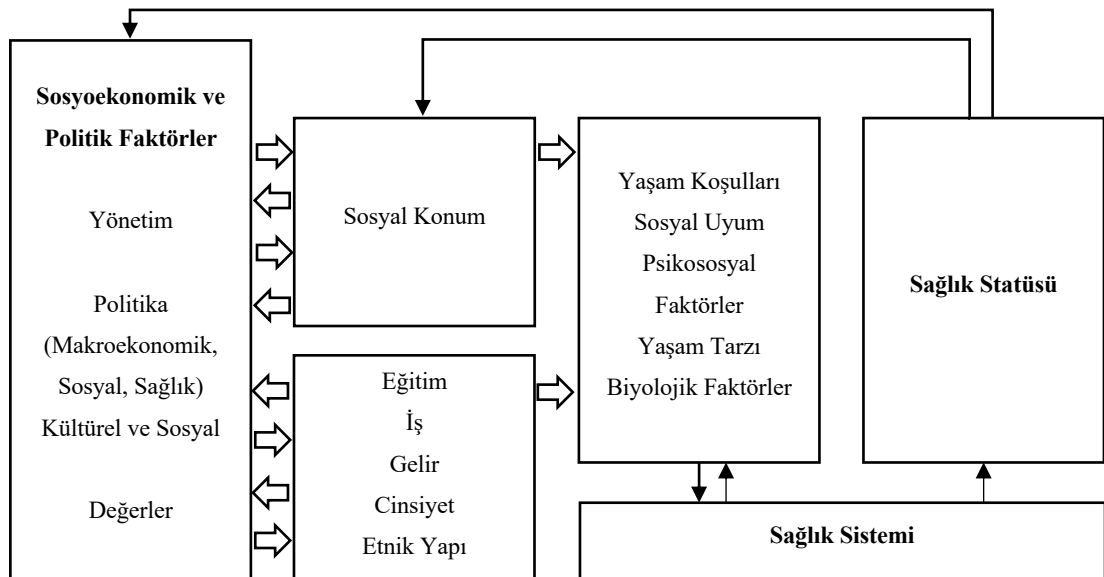 Sosyoekonomik ve
Politik Faktörler
Yönetim
Politika
(Makroekonomik,
Sosyal, Sağlık)
Kültürel ve Sosyal
Değerler
Sosyal Konum
Eğitim
İş
Gelir
Cinsiyet
Etnik Yapı
Yaşam Koşulları
Sosyal Uyum
Psikososyal
Faktörler
Yaşam Tarzı
Biyolojik Faktörler
Sağlık Statüsü
Sağlık Sistemi